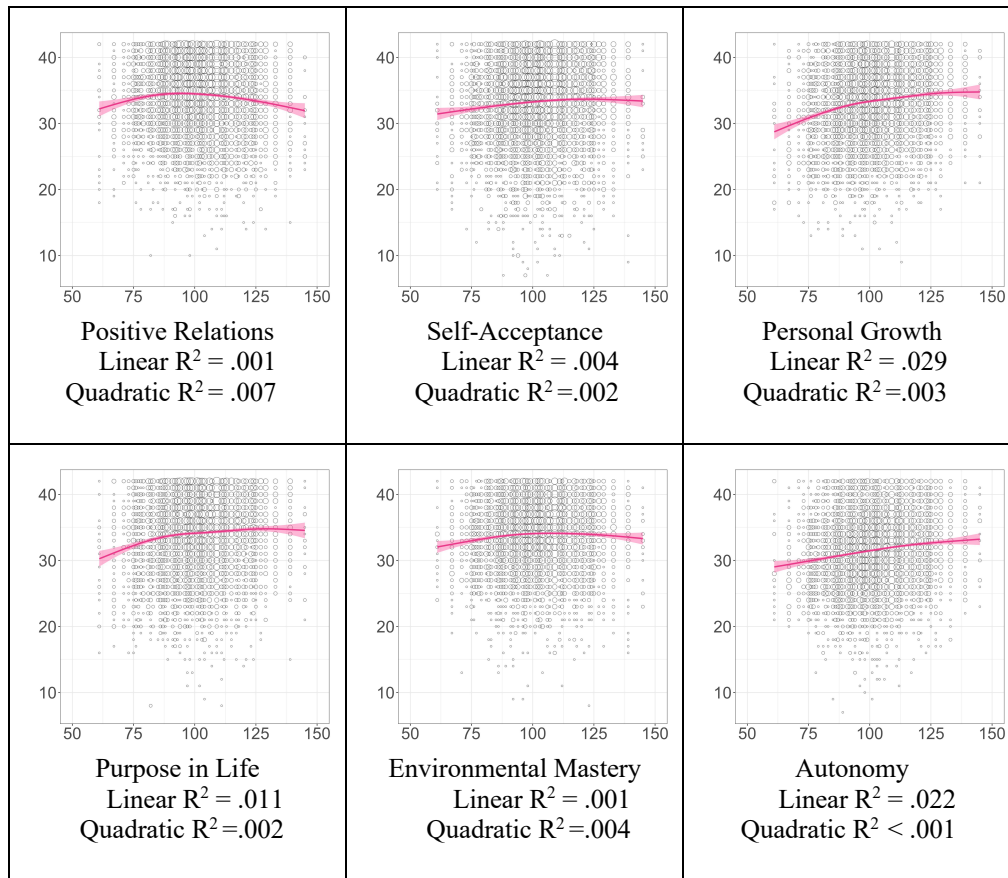 40
30
20
10
50 75 100 125 150
Positive Relations
Linear R² = .001
Quadratic R² = .007
40
30
20
10
50 75 100 125 150
Self-Acceptance
Linear R² = .004
Quadratic R² =.002
40
30
20
10
50 75 100 125 150
Personal Growth
Linear R² = .029
Quadratic R² =.003
40
30
20
10
50 75 100 125 150
Purpose in Life
Linear R² = .011
Quadratic R² =.002
40
30
20
10
50 75 100 125 150
Environmental Mastery
Linear R² = .001
Quadratic R² =.004
40
30
20
10
50 75 100 125 150
Autonomy
Linear R² = .022
Quadratic R² < .001